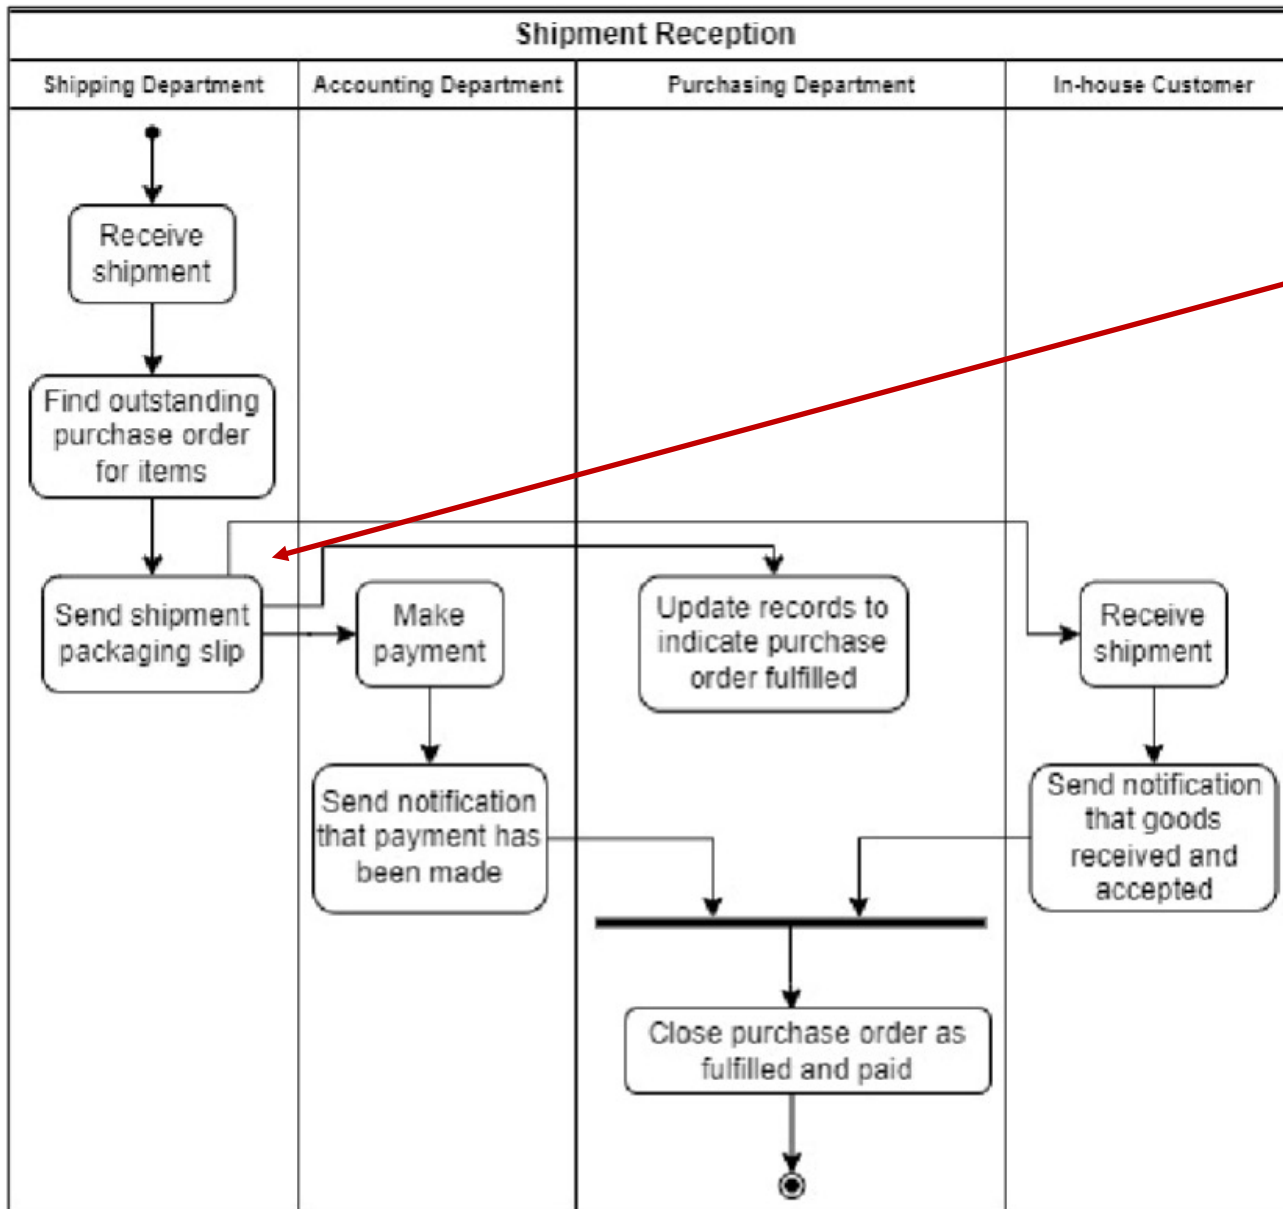 Shipment Reception
Shipping Department
Accounting Department
Purchasing Department
In-house Customer
Receive
shipment
Find outstanding
purchase order
for items
Send shipment
packaging slip
Make
payment
Update records to
indicate purchase
order fulfilled
Receive
shipment
Send notification
that payment has
been made
Send notification
that goods
received and
accepted
Close purchase order as
fulfilled and paid